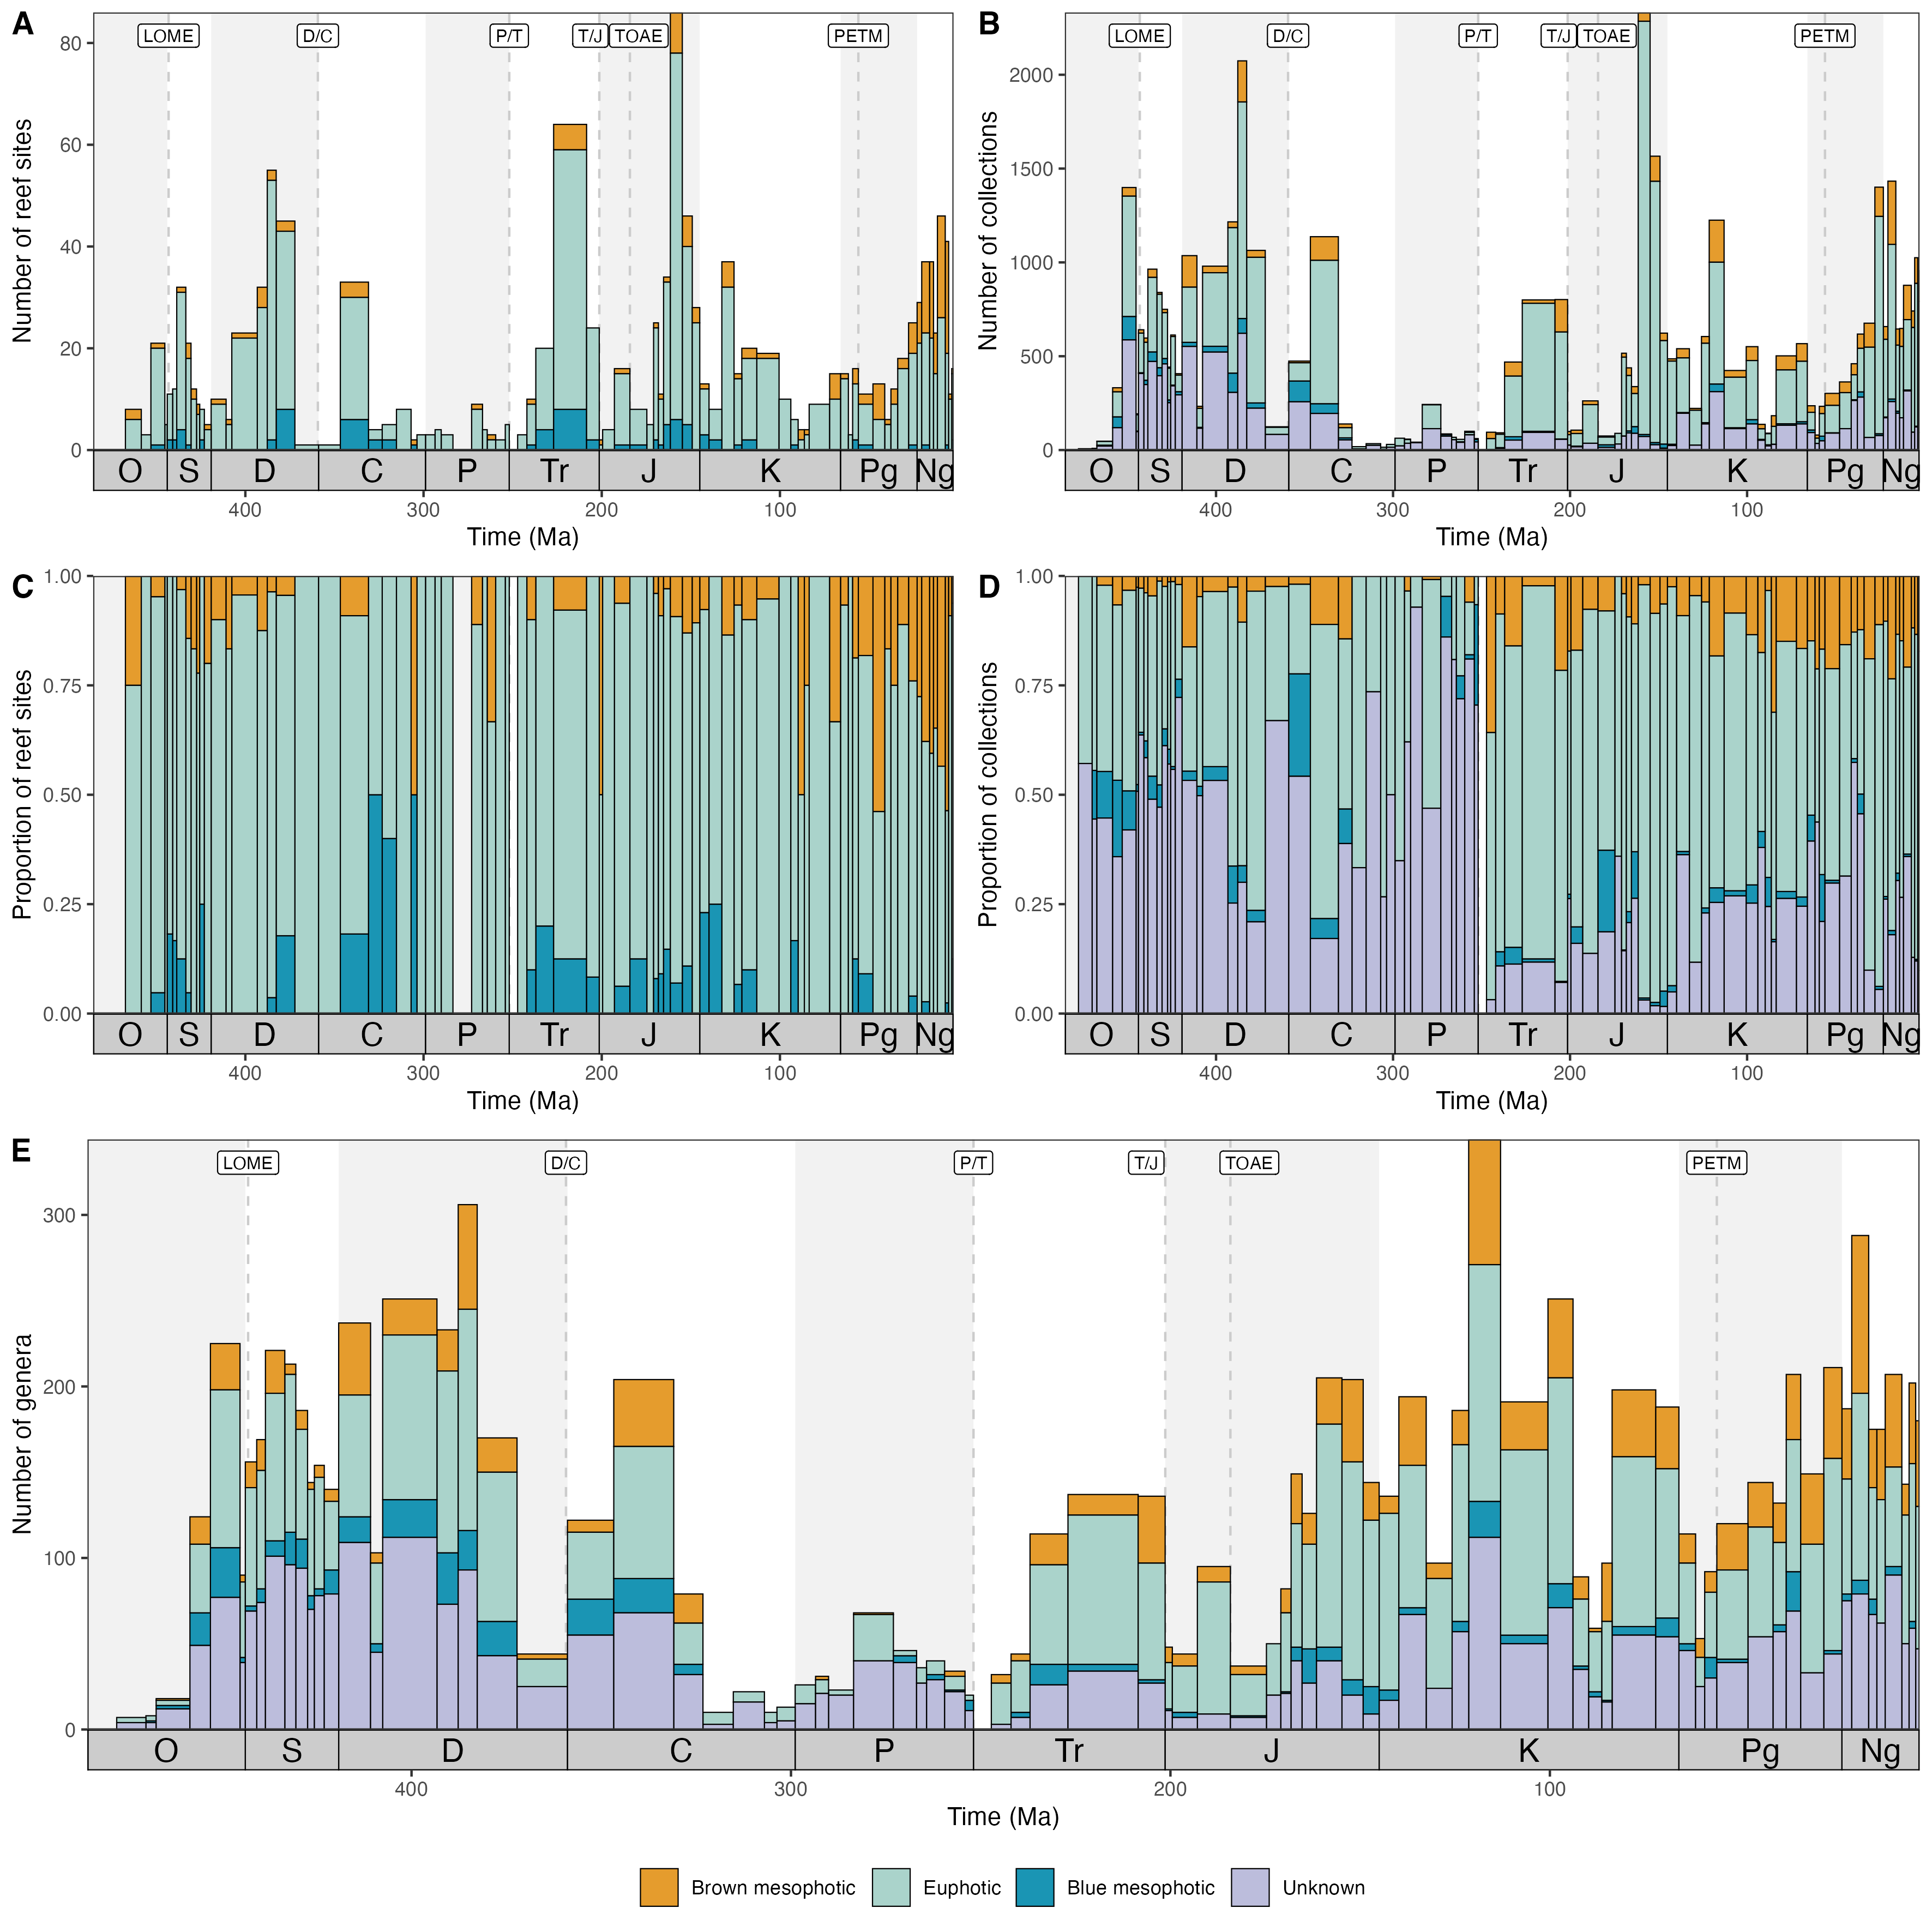 A
LOME
D/C
P/T
T/J
TOAE
PETM
Number of reef sites
80
60
40
20
0
O
S
D
C
P
Tr
J
K
Pg
Ng
400
300
200
100
Time (Ma)
B
LOME
D/C
P/T
T/J
TOAE
PETM
Number of collections
2000
1500
1000
500
0
O
S
D
C
P
Tr
J
K
Pg
Ng
400
300
200
100
Time (Ma)
C
Proportion of reef sites
1.00
0.75
0.50
0.25
0.00
O
S
D
C
P
Tr
J
K
Pg
Ng
400
300
200
100
Time (Ma)
D
Proportion of collections
1.00
0.75
0.50
0.25
0.00
O
S
D
C
P
Tr
J
K
Pg
Ng
400
300
200
100
Time (Ma)
E
LOME
D/C
P/T
T/J
TOAE
PETM
Number of genera
300
200
100
0
O
S
D
C
P
Tr
J
K
Pg
Ng
400
300
200
100
Time (Ma)
Brown mesophotic
Euphotic
Blue mesophotic
Unknown